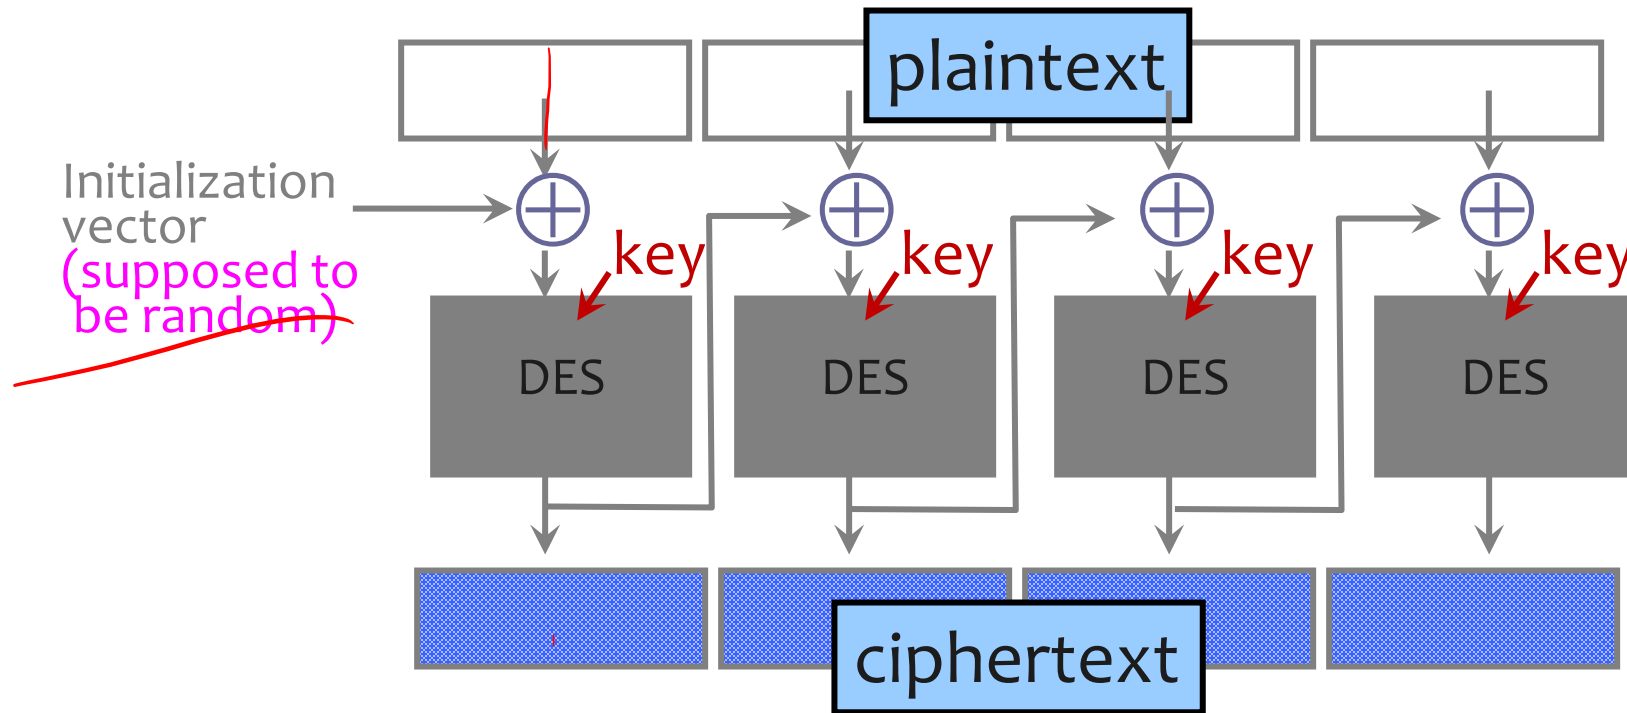 plaintext
Initialization
vector
(supposed to
be random)
key key key key
DES DES DES DES
ciphertext